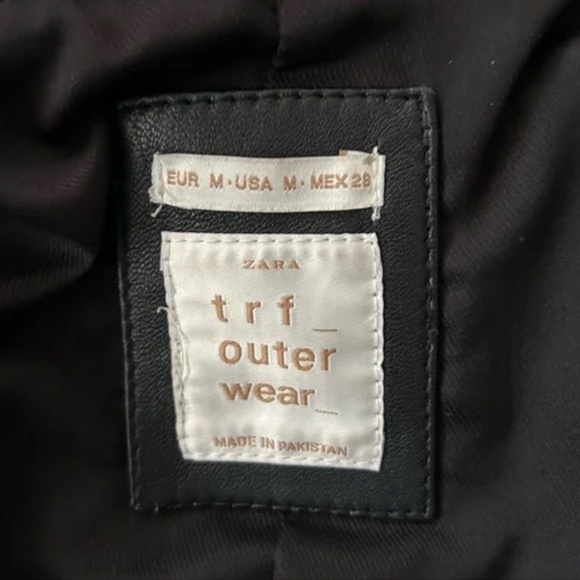 EUR M · USA M · MEX 28
ZARA
trf_
outer
wear_
MADE IN PAKISTAN